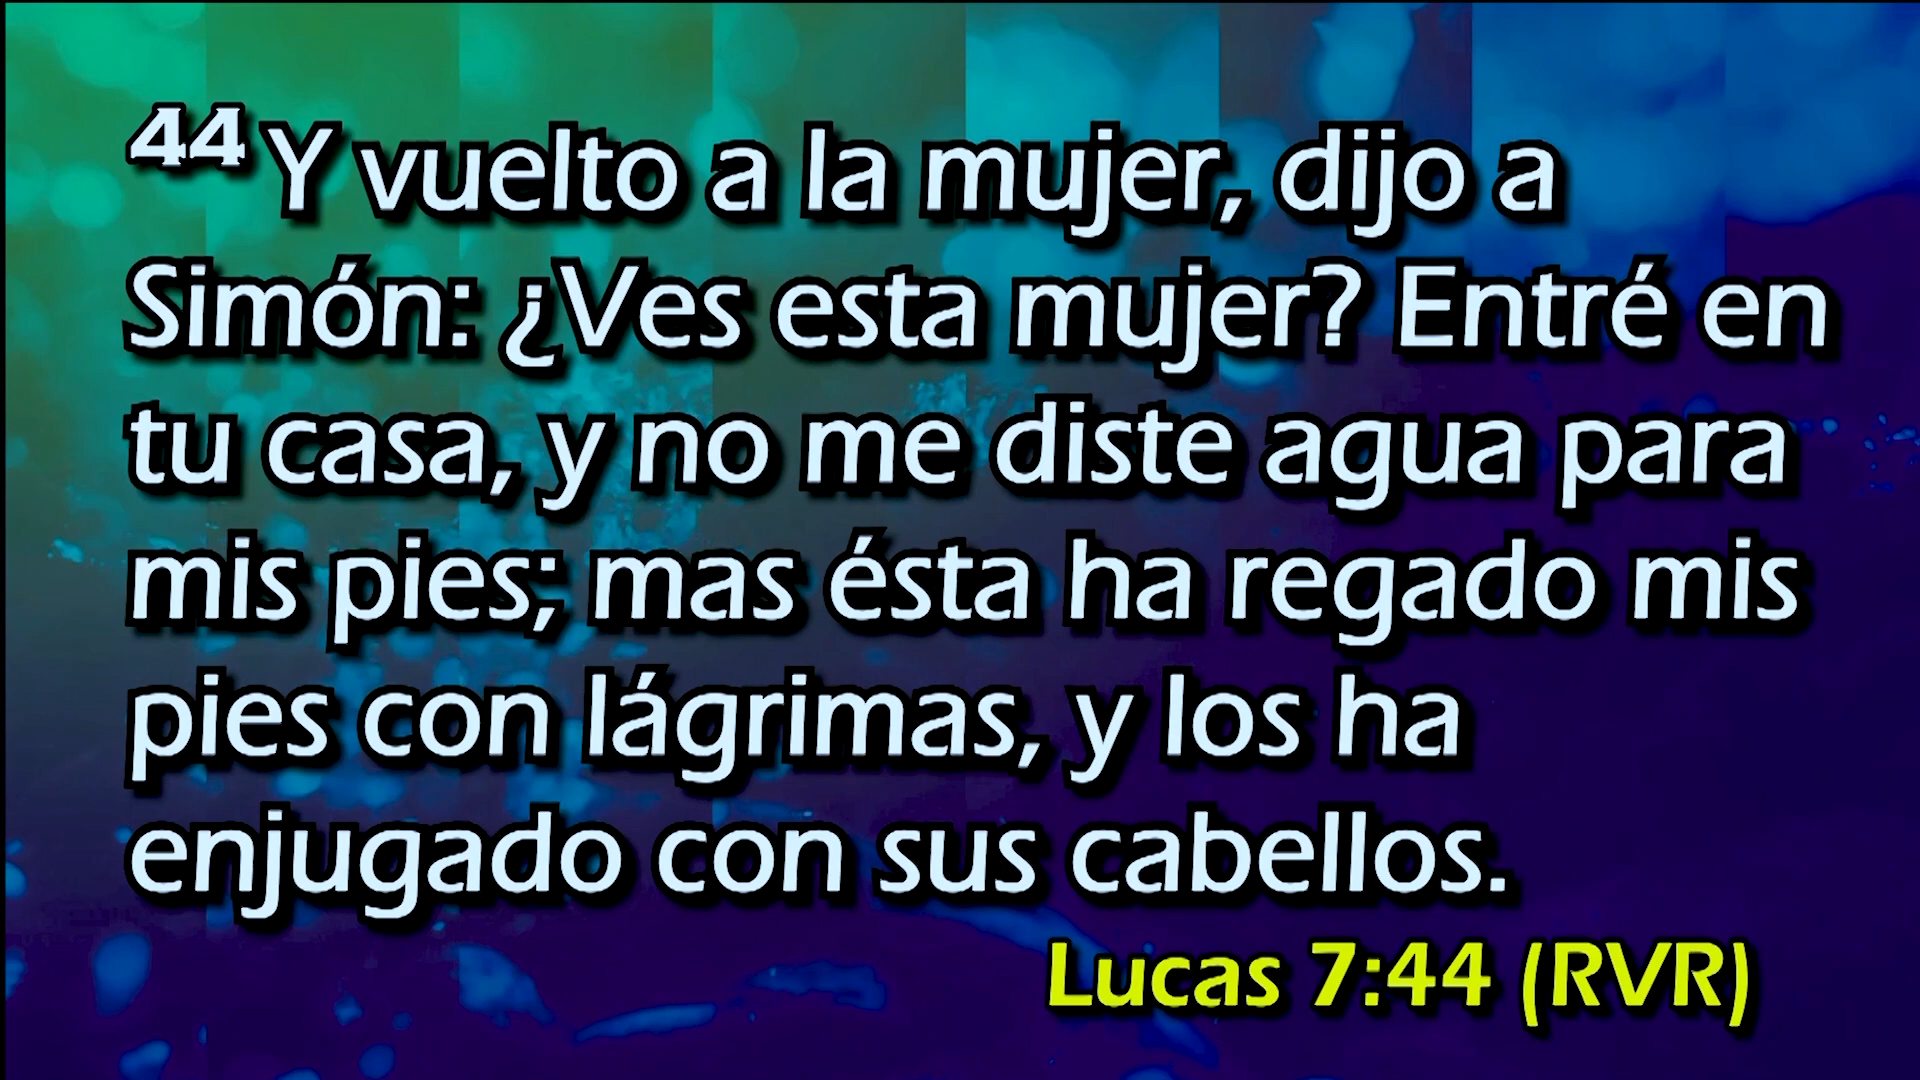 44 Y vuelto a la mujer, dijo a
Simón: ¿Ves esta mujer? Entré en
tu casa, y no me diste agua para
mis pies; mas ésta ha regado mis
pies con lágrimas, y los ha
enjugado con sus cabellos.
Lucas 7:44 (RVR)